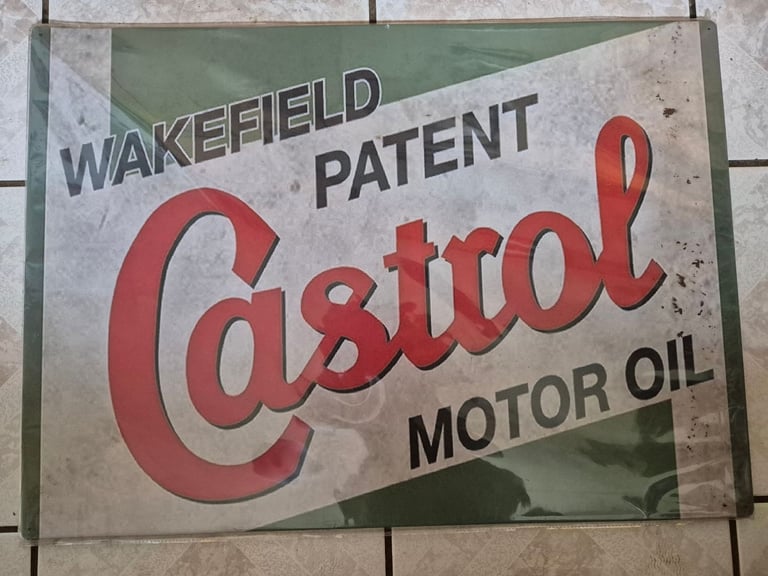 WAKEFIELD
PATENT
Castrol
MOTOR OIL